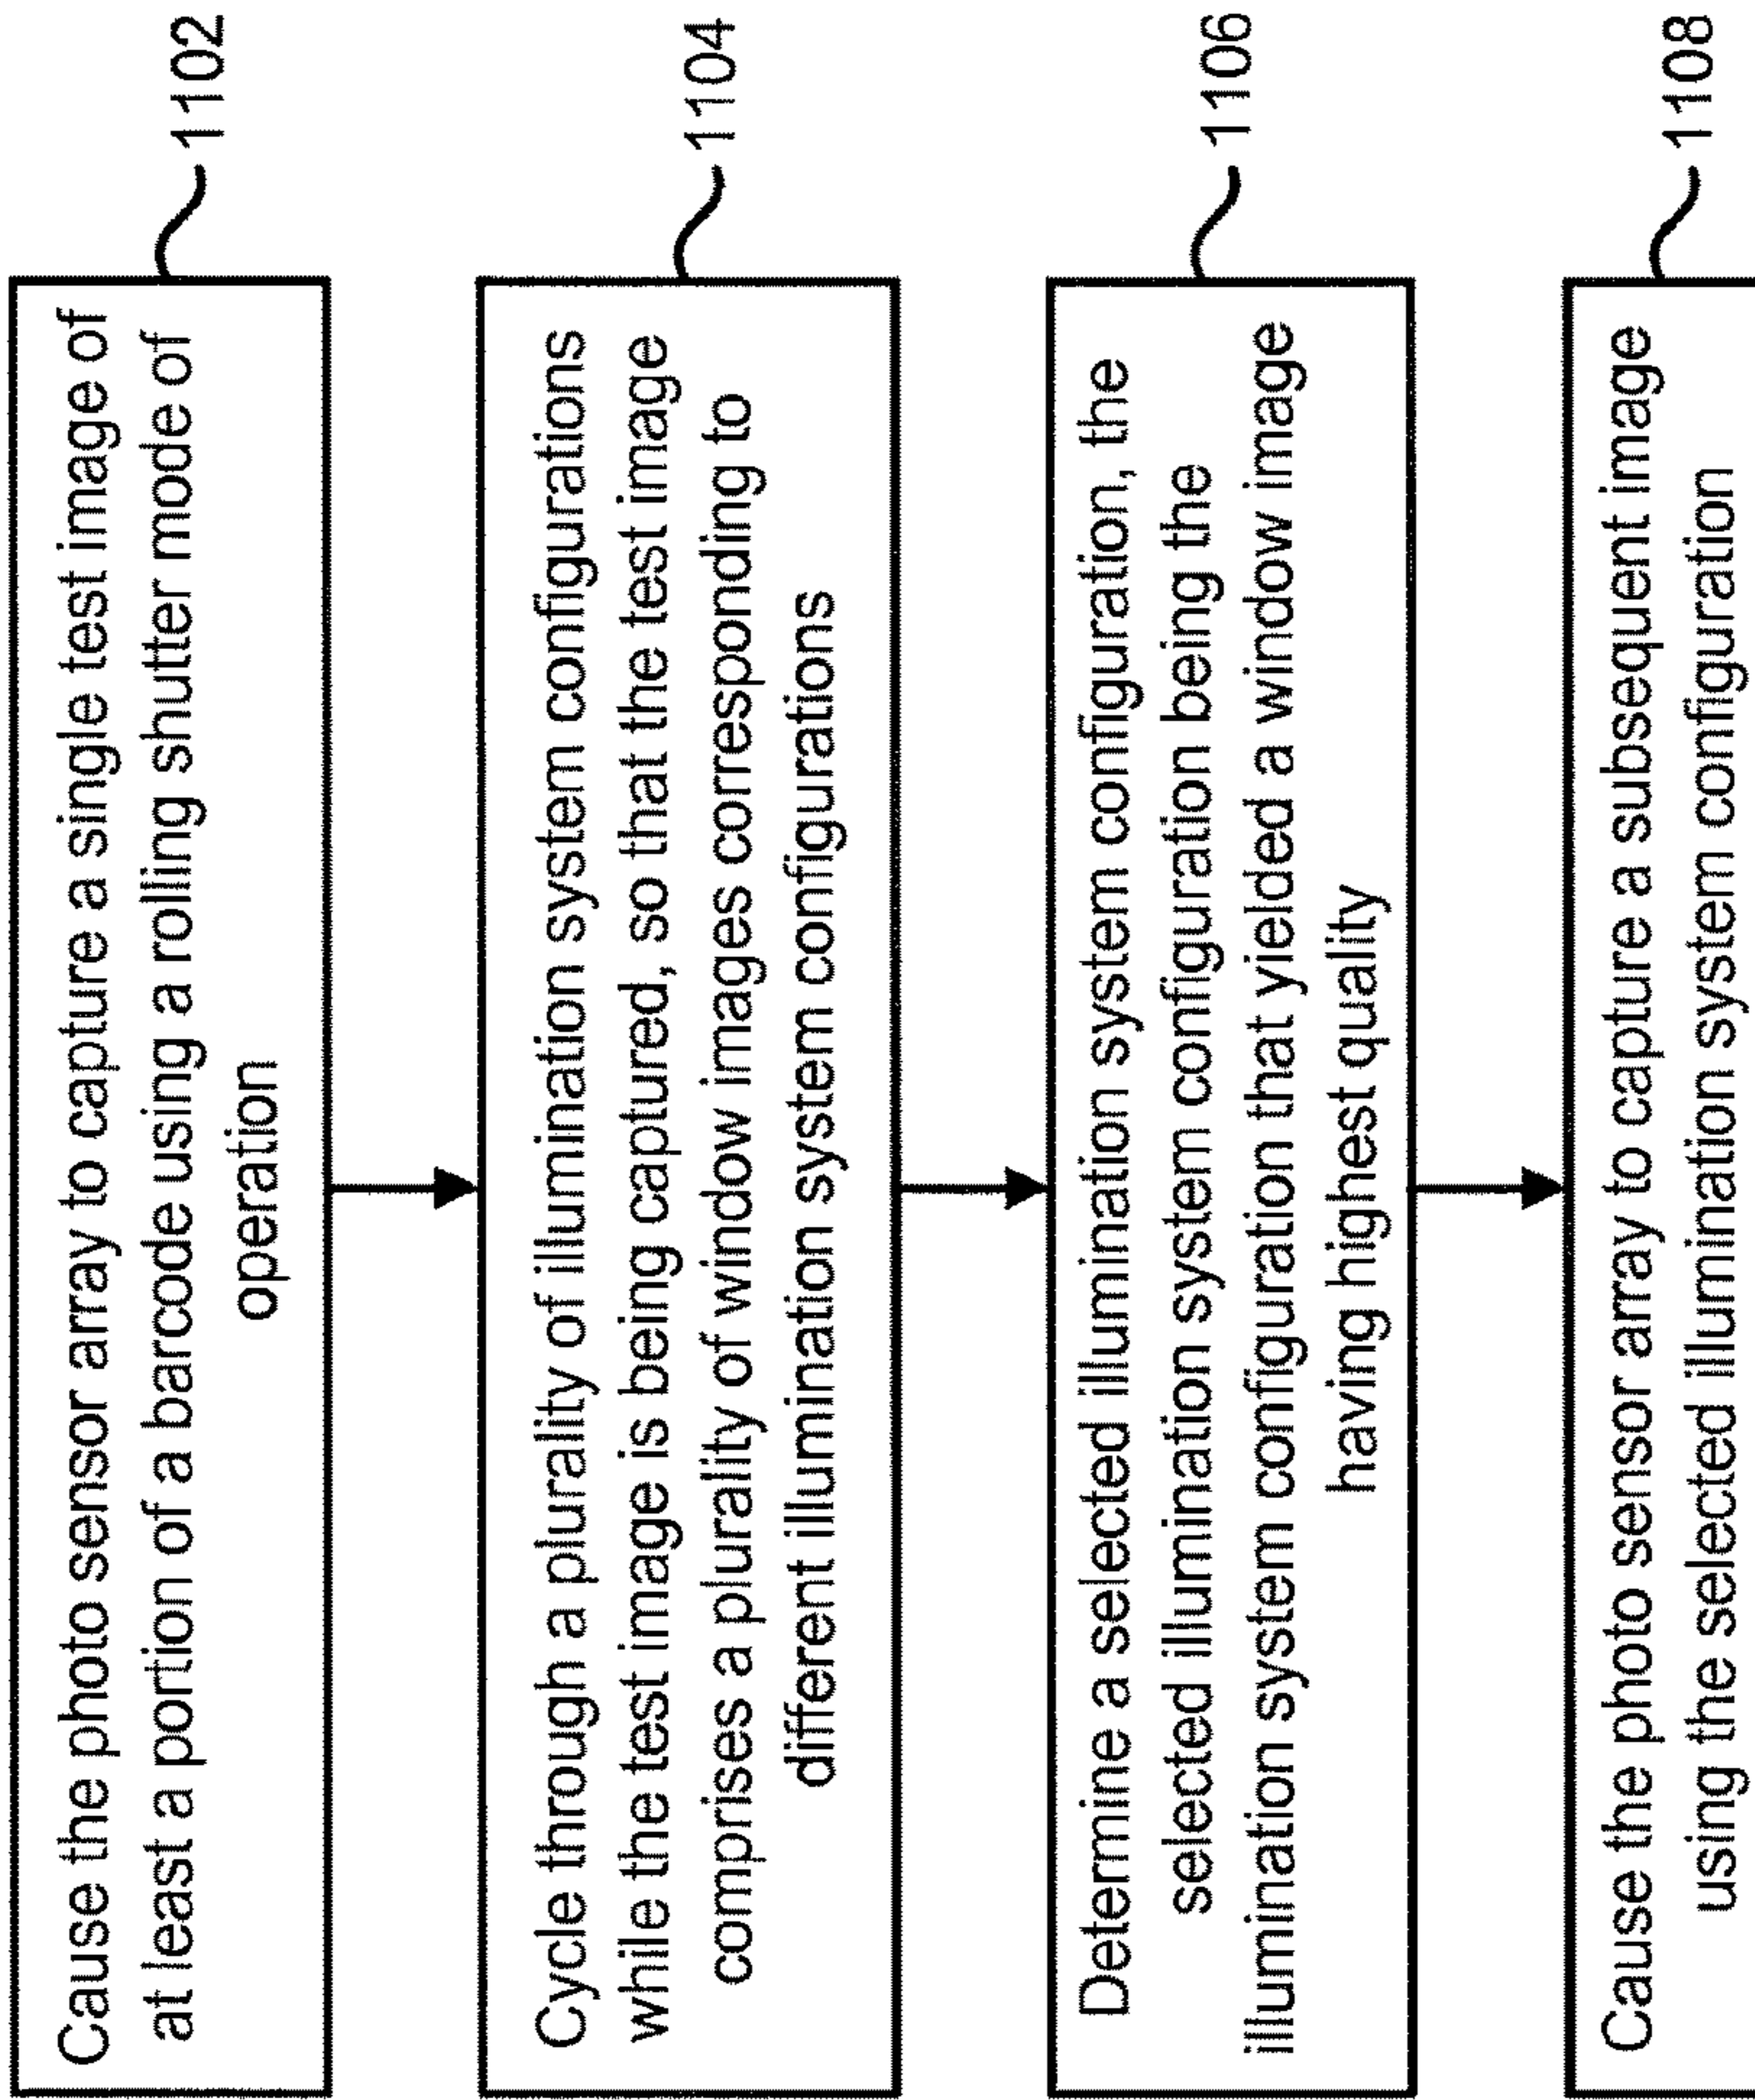 Cause the photo sensor array to capture a single test image of
at least a portion of a barcode using a rolling shutter mode of
operation
1102
Cycle through a plurality of illumination system configurations
while the test image is being captured, so that the test image
comprises a plurality of window images corresponding to
different illumination system configurations
1104
Determine a selected illumination system configuration, the
selected illumination system configuration being the
illumination system configuration that yielded a window image
having highest quality
1106
Cause the photo sensor array to capture a subsequent image
using the selected illumination system configuration
1108